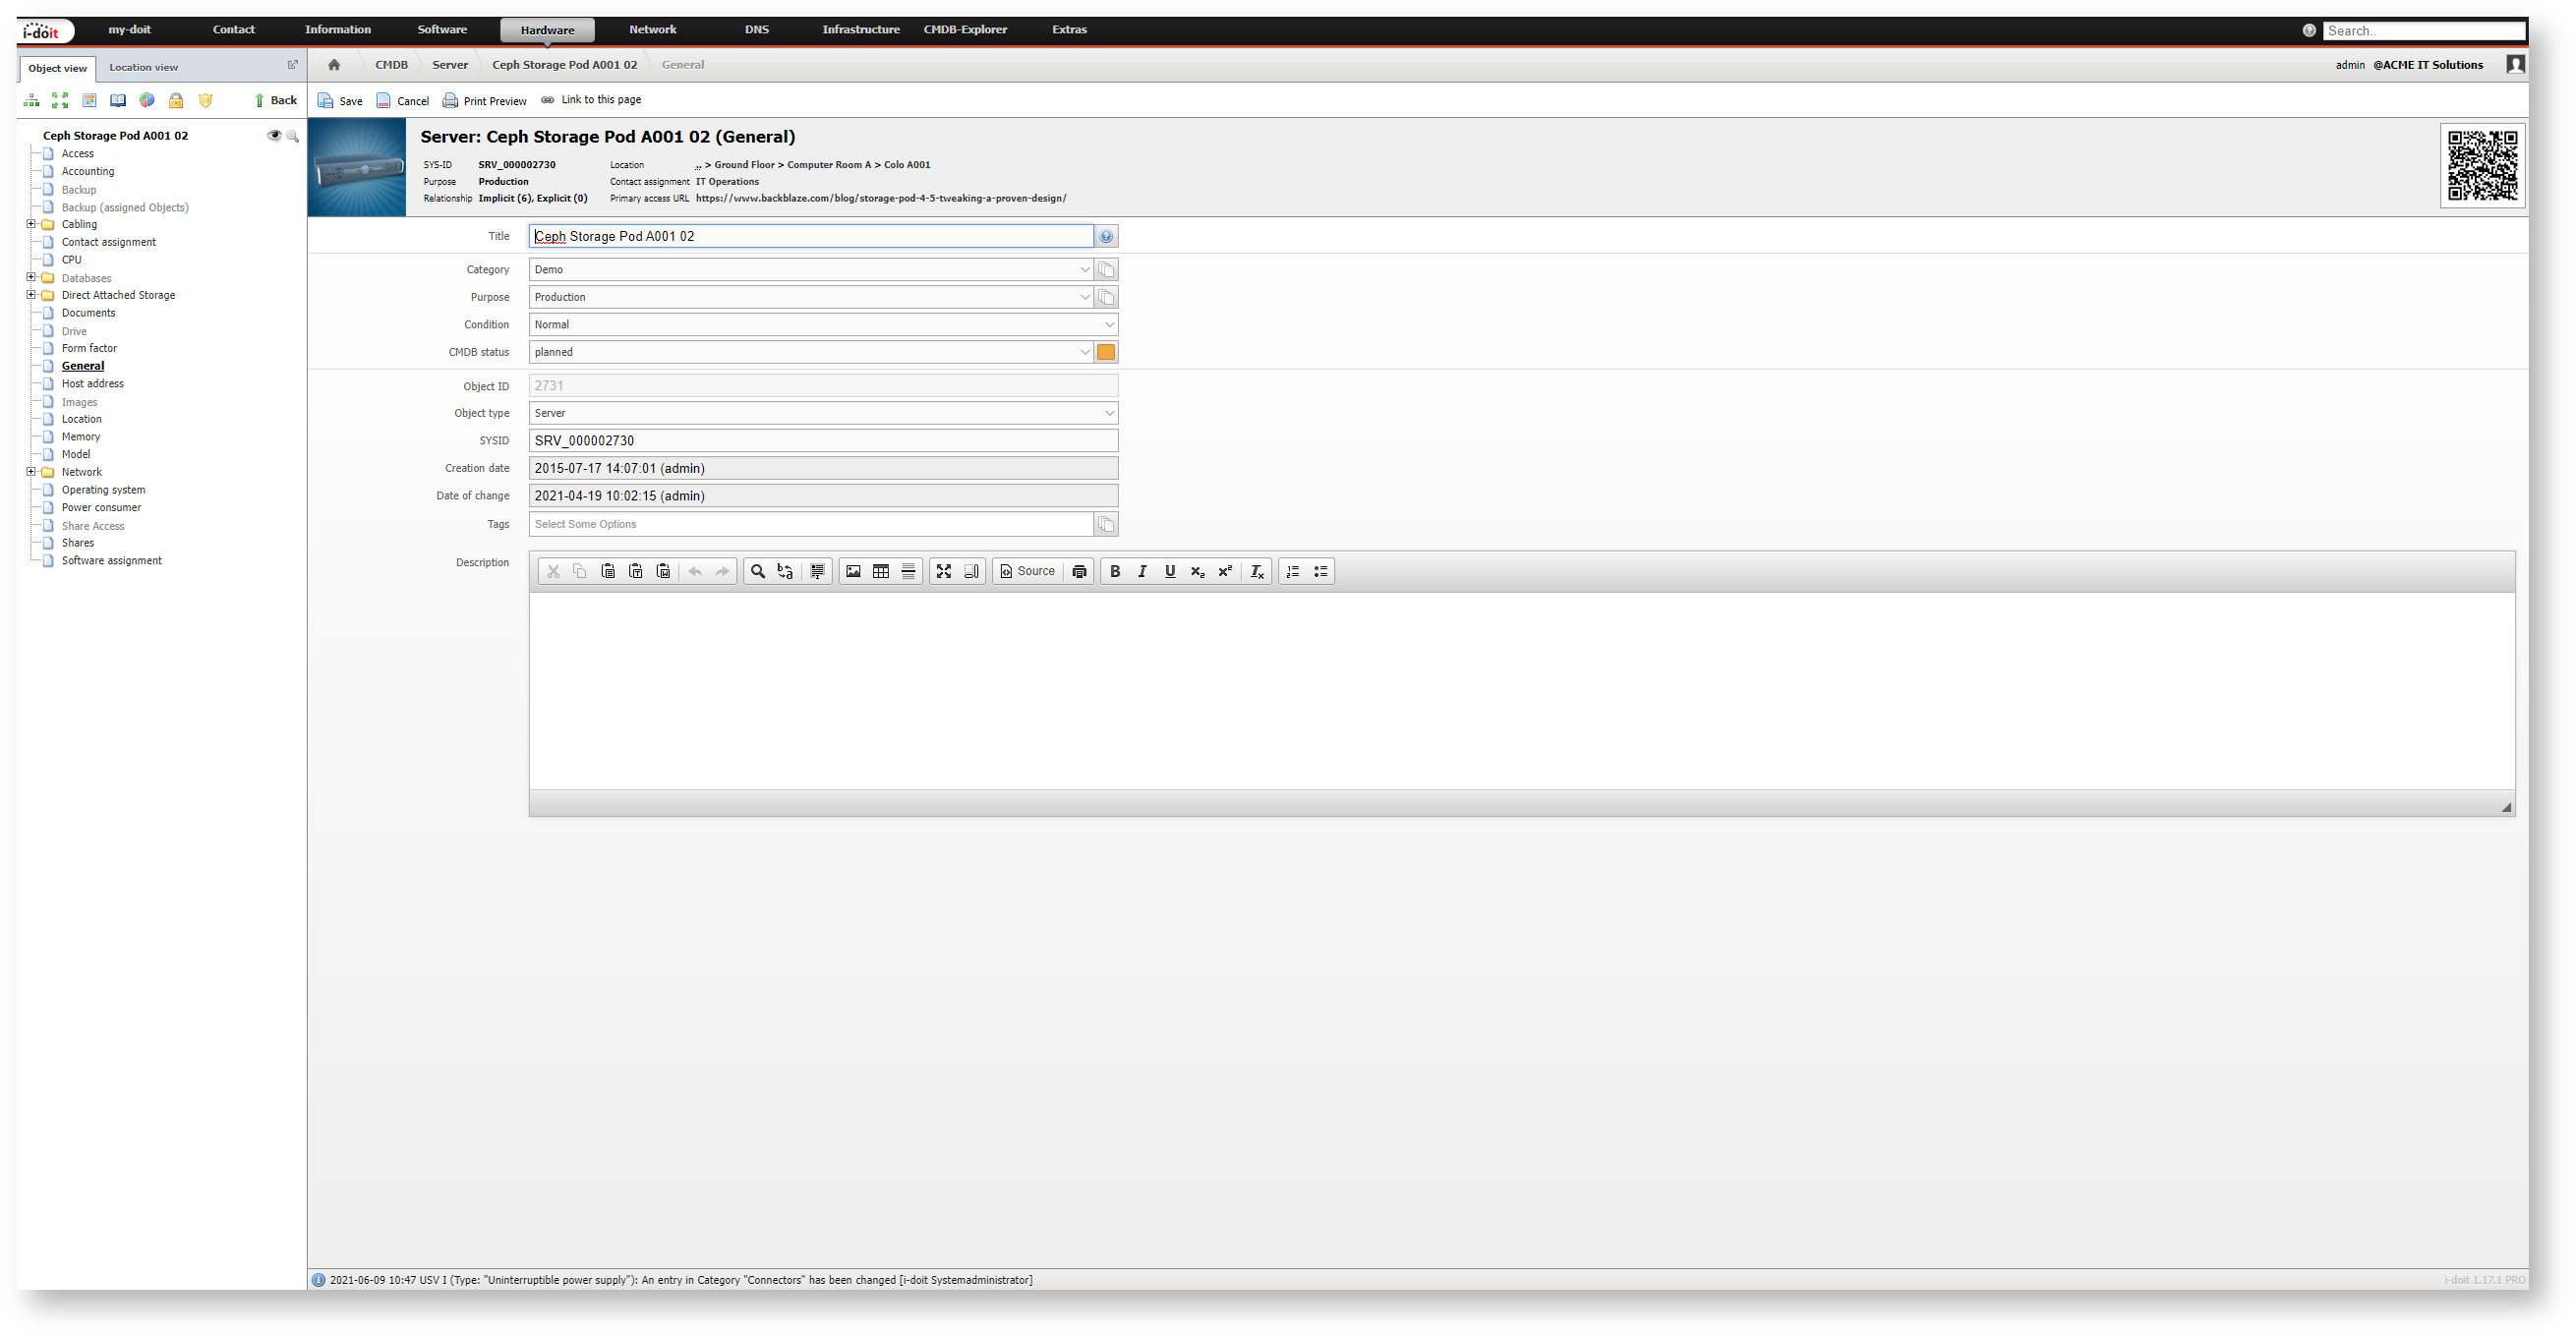 i-doit my-doit Contact Information Software Hardware Network DNS Infrastructure CMDB-Explorer Extras Search..
Object view Location view CMDB Server Ceph Storage Pod A001 02 General admin @ACME IT Solutions
Back Save Cancel Print Preview Link to this page
Ceph Storage Pod A001 02
Access
Accounting
Backup
Backup (assigned Objects)
Cabling
Contact assignment
CPU
Databases
Direct Attached Storage
Documents
Drive
Form factor
General
Host address
Images
Location
Memory
Model
Network
Operating system
Power consumer
Share Access
Shares
Software assignment
Server: Ceph Storage Pod A001 02 (General)
SYS-ID SRV_000002730 Location .. > Ground Floor > Computer Room A > Colo A001
Purpose Production Contact assignment IT Operations
Relationship Implicit (6), Explicit (0) Primary access URL https://www.backblaze.com/blog/storage-pod-4-5-tweaking-a-proven-design/
Title Ceph Storage Pod A001 02
Category Demo
Purpose Production
Condition Normal
CMDB status planned
Object ID 2731
Object type Server
SYSID SRV_000002730
Creation date 2015-07-17 14:07:01 (admin)
Date of change 2021-04-19 10:02:15 (admin)
Tags Select Some Options
Description Source
2021-06-09 10:47 USV I (Type: "Uninterruptible power supply"): An entry in Category "Connectors" has been changed [i-doit Systemadministrator] i-doit 1.17.1 PRO